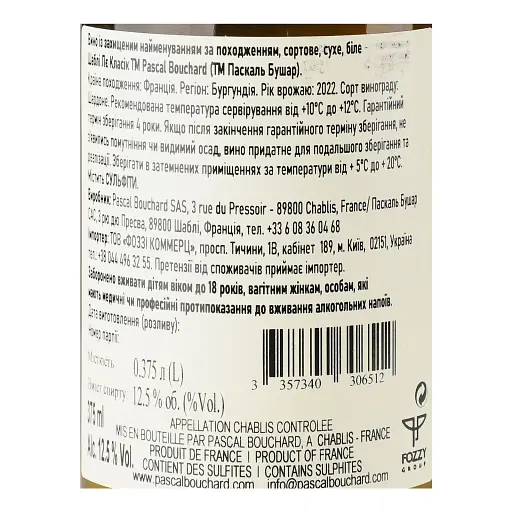 Вино із захищеним найменуванням за походженням, сортове, сухе, біле -
Шаблі Ле Класік ТМ Pascal Bouchard (ТМ Паскаль Бушар).
Країна походження: Франція. Регіон: Бургундія. Рік врожаю: 2022. Сорт винограду:
Шардоне. Рекомендована температура сервірування від +10°C до +12°C. Гарантійний
термін зберігання 4 роки. Якщо після закінчення гарантійного терміну зберігання, не
з'явились помутніння чи видимий осад, вино придатне для подальшого зберігання та
реалізації. Зберігати в затемнених приміщеннях за температури від + 5°C до + 20°C.
Містить СУЛЬФІТИ.
Виробник: Pascal Bouchard SAS, 3 rue du Pressoir - 89800 Chablis, France/ Паскаль Бушар
САС, 3 рю дю Пресва, 89800 Шаблі, Франція, тел. +33 6 08 36 04 68
Імпортер: ТОВ «ФОЗЗІ КОММЕРЦ», просп. Тичини, 1В, кабінет 189, м. Київ, 02151, Україна
тел. +38 044 496 32 55. Претензії від споживачів приймає імпортер.
Заборонено вживати дітям віком до 18 років, вагітним жінкам, особам, які
мають медичні чи професійні протипоказання до вживання алкогольних напоїв.
Дата виготовлення (розливу):
Номер партії:
Місткість 0.375 л (L)
Вміст спирту 12.5 % об. (%Vol.)
3 357340 306512
375 ml
Alc. 12.5 % Vol.
APPELLATION CHABLIS CONTROLEE
MIS EN BOUTEILLE PAR PASCAL BOUCHARD, A CHABLIS - FRANCE
PRODUIT DE FRANCE | PRODUCT OF FRANCE
CONTIENT DES SULFITES | CONTAINS SULPHITES
www.pascalbouchard.com info@pascalbouchard.com
FOZZY
GROUP